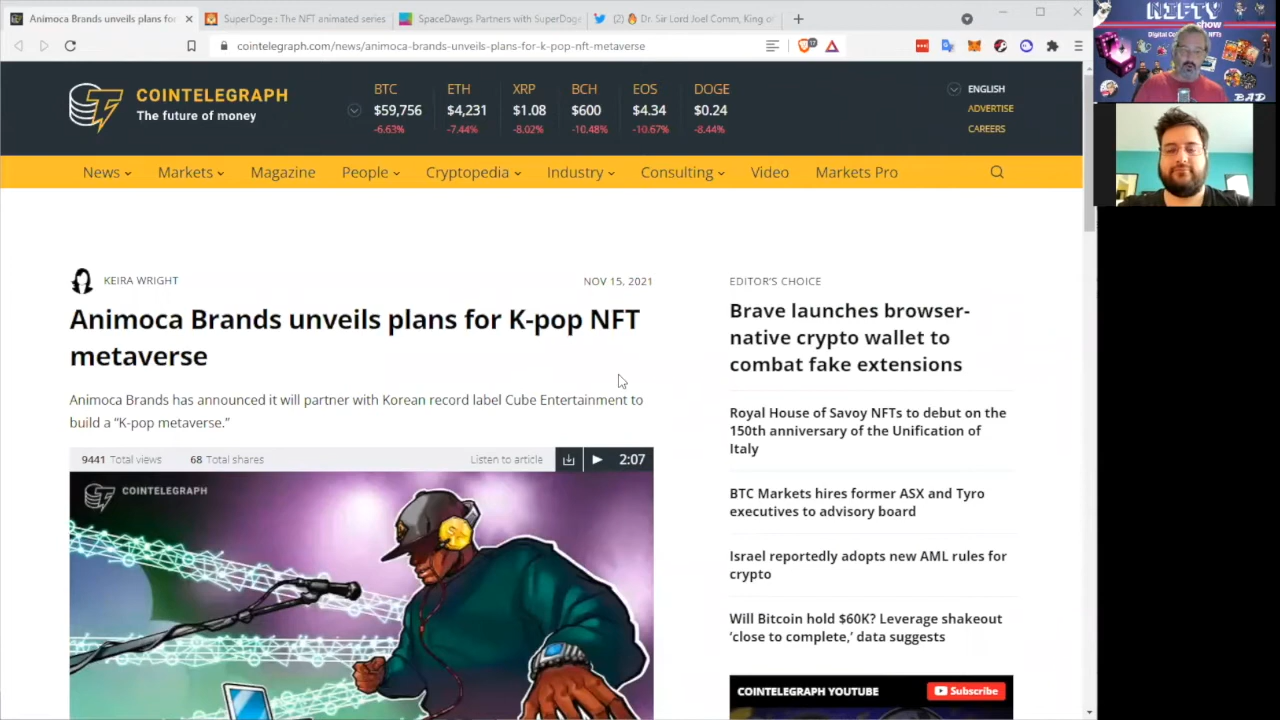 Animoca Brands unveils plans for
SuperDoge : The NFT animated series
SpaceDawgs Partners with SuperDoge
(2) 🔥 Dr. Sir Lord Joel Comm, King of
cointelegraph.com/news/animoca-brands-unveils-plans-for-k-pop-nft-metaverse
NIFTY
Show
BAD
COINTELEGRAPH
The future of money
BTC ETH XRP BCH EOS DOGE
$59,756 $4,231 $1.08 $600 $4.34 $0.24
-6.63% -7.44% -8.02% -10.48% -10.67% -8.44%
ENGLISH
ADVERTISE
CAREERS
News Markets Magazine People Cryptopedia Industry Consulting Video Markets Pro
KEIRA WRIGHT
NOV 15, 2021
Animoca Brands unveils plans for K-pop NFT
metaverse
Animoca Brands has announced it will partner with Korean record label Cube Entertainment to
build a “K-pop metaverse.”
9441 Total views 68 Total shares Listen to article 2:07
COINTELEGRAPH
EDITOR'S CHOICE
Brave launches browser-
native crypto wallet to
combat fake extensions
Royal House of Savoy NFTs to debut on the
150th anniversary of the Unification of
Italy
BTC Markets hires former ASX and Tyro
executives to advisory board
Israel reportedly adopts new AML rules for
crypto
Will Bitcoin hold $60K? Leverage shakeout
‘close to complete,’ data suggests
COINTELEGRAPH YOUTUBE
Subscribe